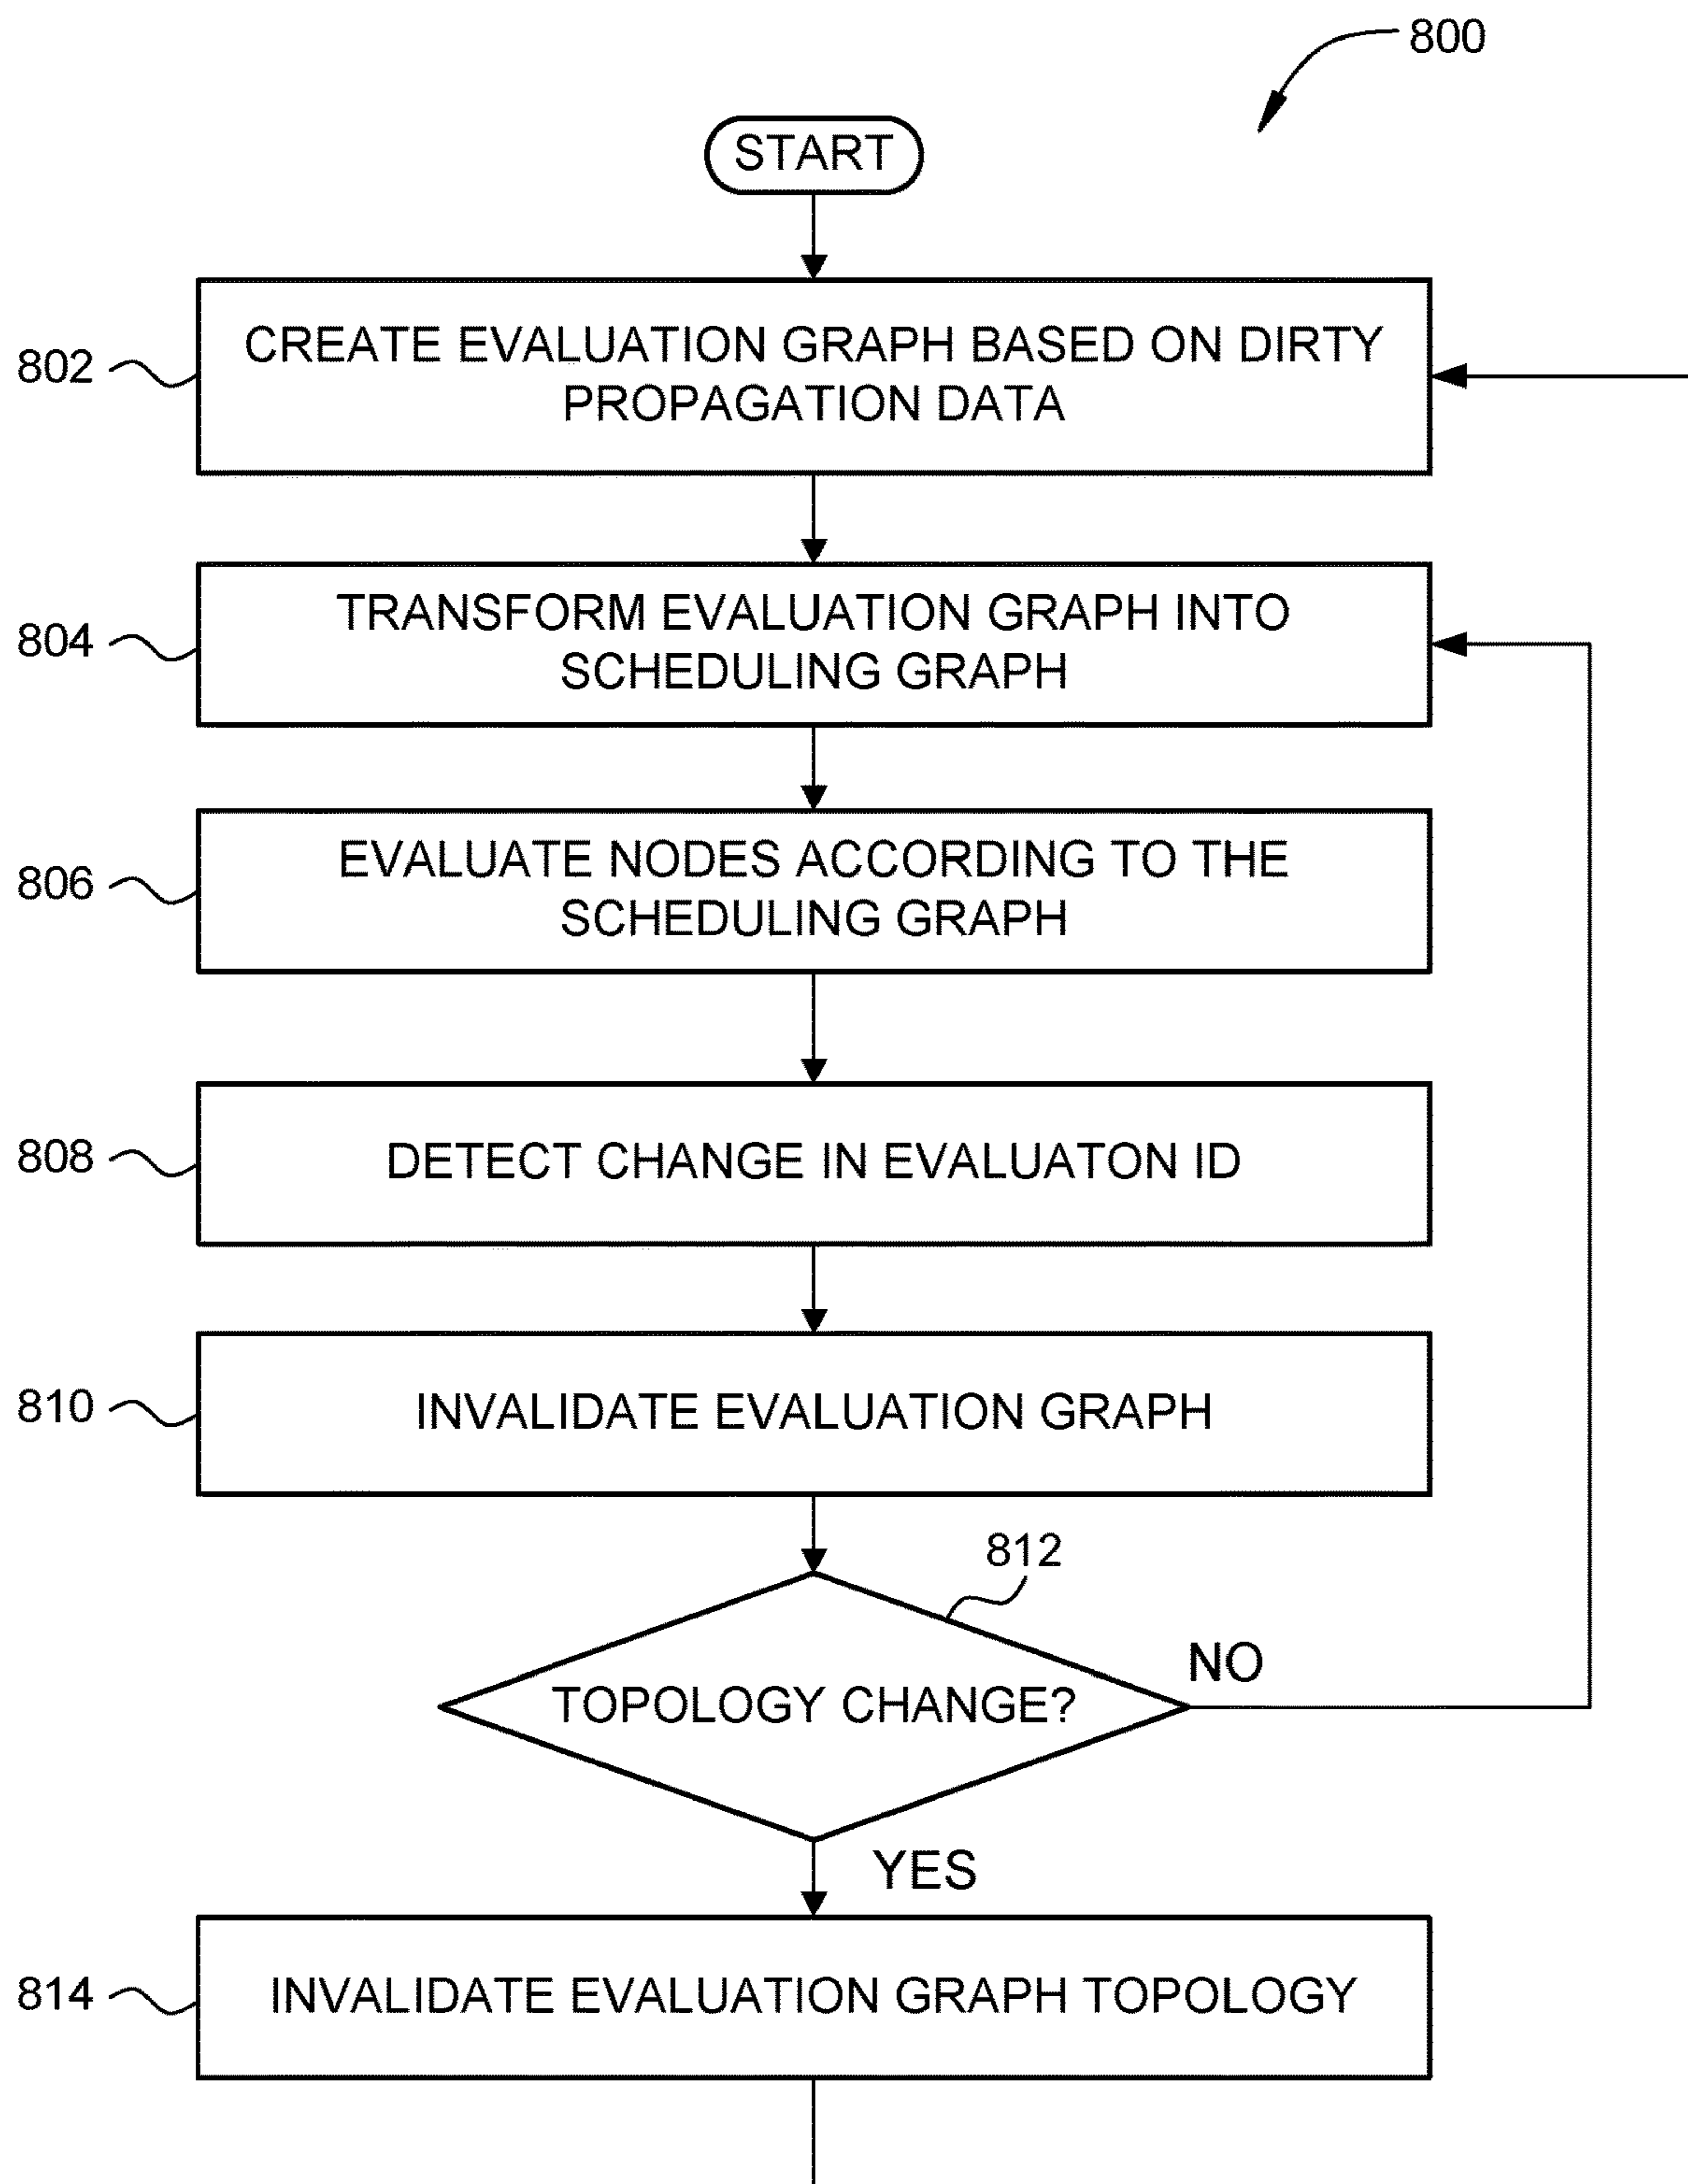 800
START
802
CREATE EVALUATION GRAPH BASED ON DIRTY
PROPAGATION DATA
804
TRANSFORM EVALUATION GRAPH INTO
SCHEDULING GRAPH
806
EVALUATE NODES ACCORDING TO THE
SCHEDULING GRAPH
808
DETECT CHANGE IN EVALUATON ID
810
INVALIDATE EVALUATION GRAPH
812
TOPOLOGY CHANGE?
NO
YES
814
INVALIDATE EVALUATION GRAPH TOPOLOGY